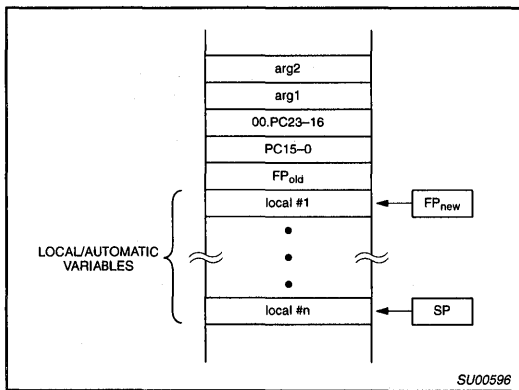 arg2
arg1
00.PC23–16
PC15–0
FPold
local #1
FPnew
LOCAL/AUTOMATIC
VARIABLES
local #n
SP
SU00596